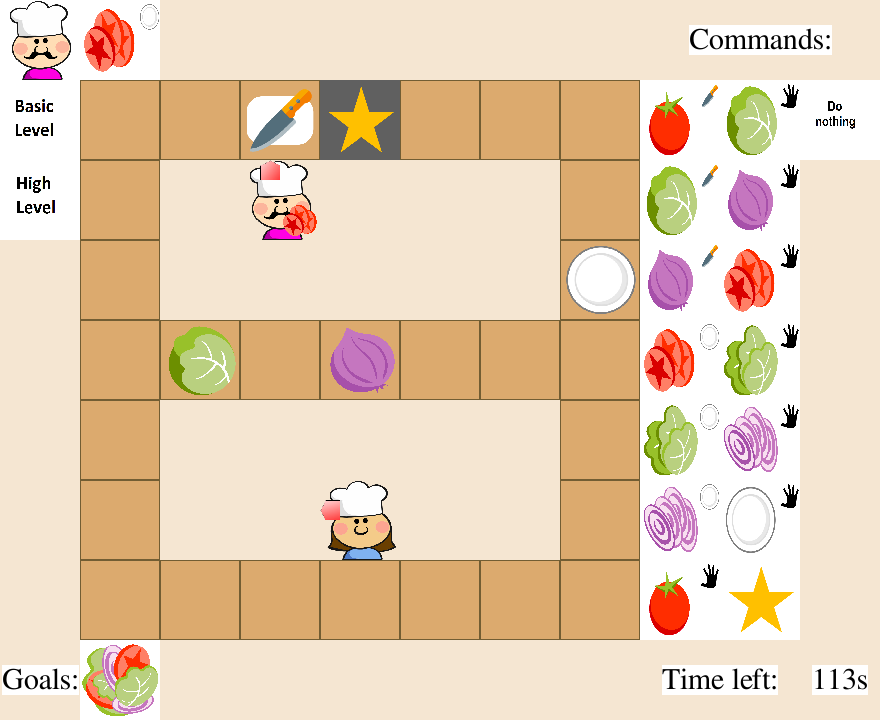 Commands:
Basic
Level
Do
nothing
High
Level
Goals:
Time left: 113s